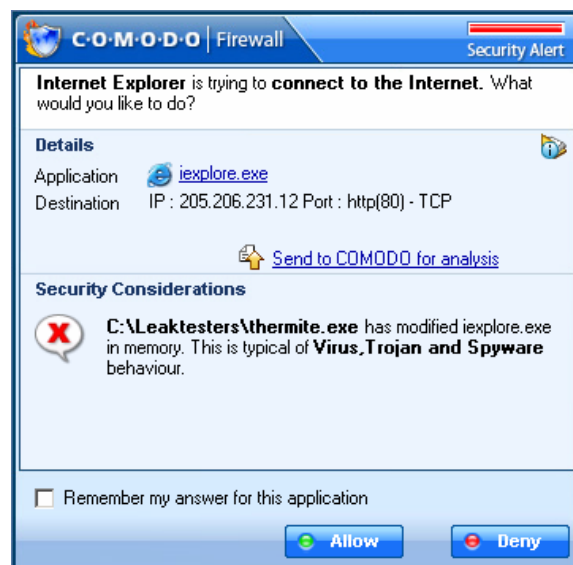 C·O·M·O·D·O | Firewall
Security Alert
Internet Explorer is trying to connect to the Internet. What
would you like to do?
Details
Application iexplore.exe
Destination IP : 205.206.231.12 Port : http(80) - TCP
Send to COMODO for analysis
Security Considerations
C:\Leaktesters\thermite.exe has modified iexplore.exe
in memory. This is typical of Virus,Trojan and Spyware
behaviour.
Remember my answer for this application
Allow
Deny